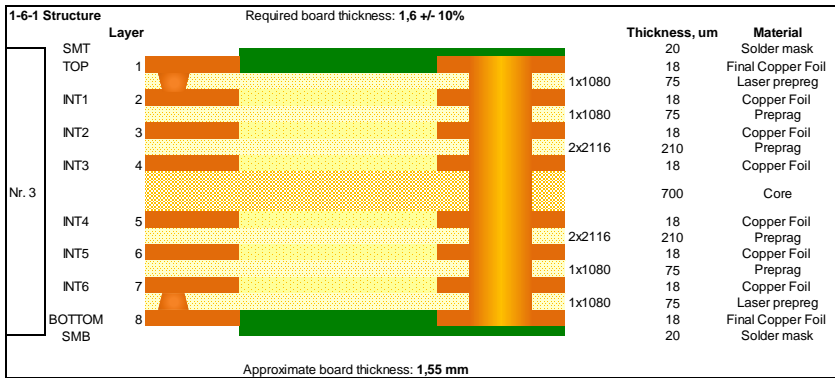 1-6-1 Structure Required board thickness: 1,6 +/- 10%
Layer Thickness, um Material
SMT 20 Solder mask
TOP 1 18 Final Copper Foil
1x1080 75 Laser prepreg
INT1 2 18 Copper Foil
1x1080 75 Preprag
INT2 3 18 Copper Foil
2x2116 210 Preprag
INT3 4 18 Copper Foil
Nr. 3 700 Core
INT4 5 18 Copper Foil
2x2116 210 Preprag
INT5 6 18 Copper Foil
1x1080 75 Preprag
INT6 7 18 Copper Foil
1x1080 75 Laser prepreg
BOTTOM 8 18 Final Copper Foil
SMB 20 Solder mask
Approximate board thickness: 1,55 mm